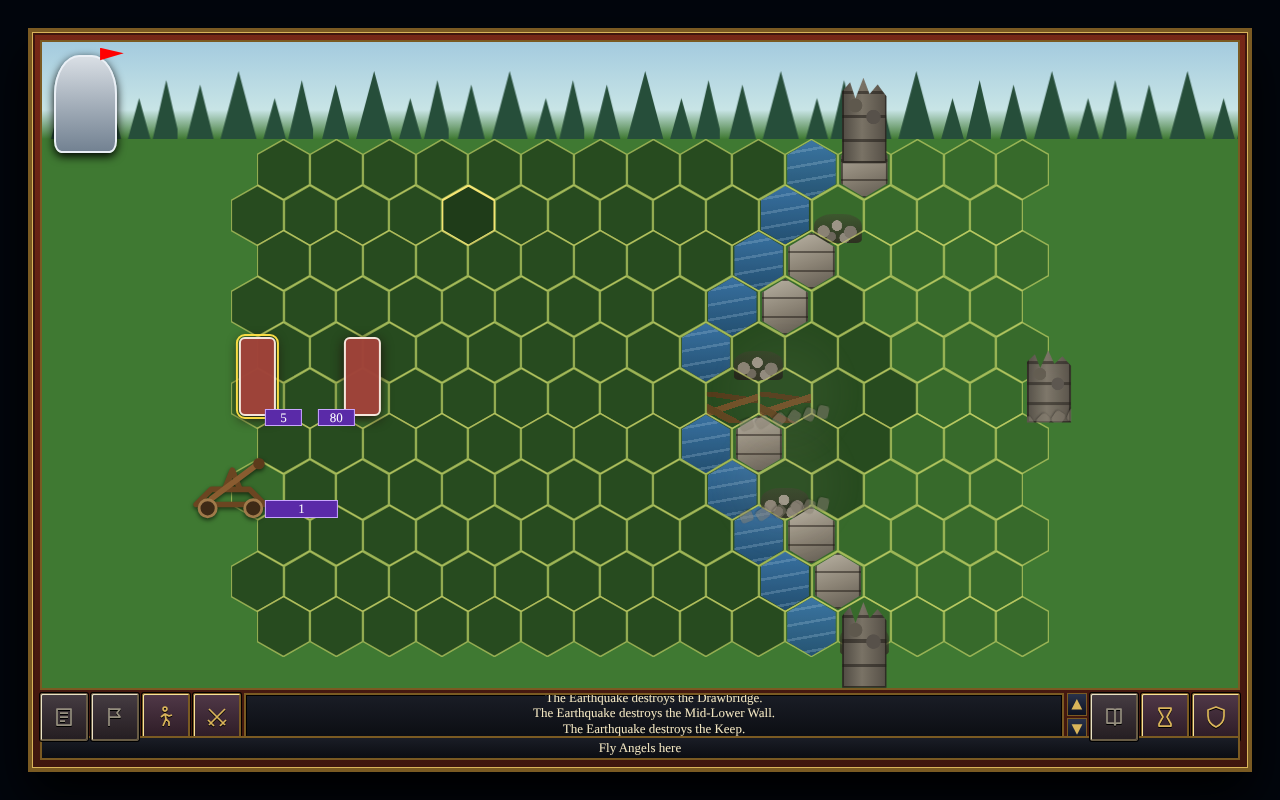 5
80
1
The Earthquake destroys the Drawbridge.
The Earthquake destroys the Mid-Lower Wall.
The Earthquake destroys the Keep.
Fly Angels here